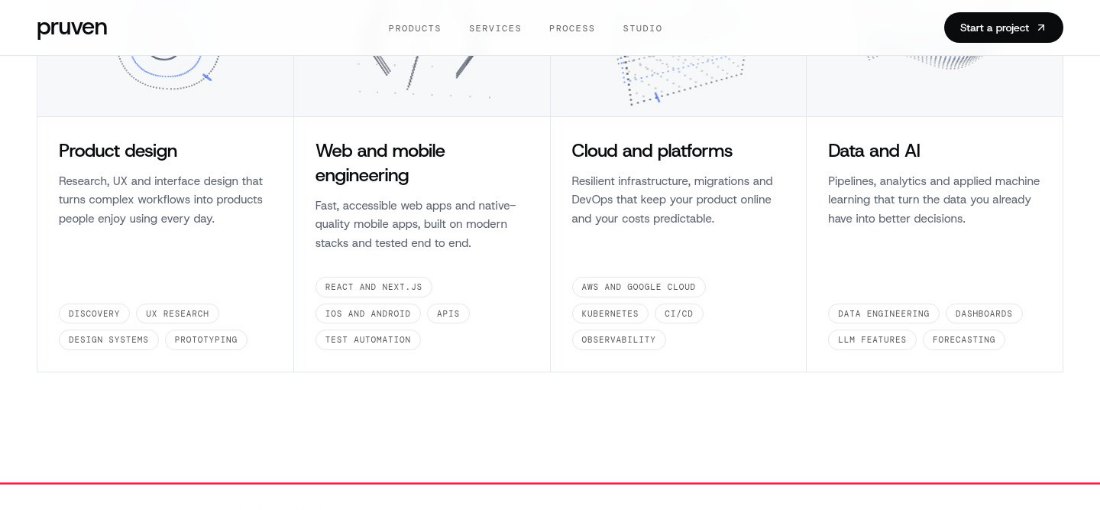 pruven
PRODUCTS SERVICES PROCESS STUDIO
Start a project
Product design
Research, UX and interface design that
turns complex workflows into products
people enjoy using every day.
DISCOVERY UX RESEARCH
DESIGN SYSTEMS PROTOTYPING
Web and mobile
engineering
Fast, accessible web apps and native-
quality mobile apps, built on modern
stacks and tested end to end.
REACT AND NEXT.JS
IOS AND ANDROID APIS
TEST AUTOMATION
Cloud and platforms
Resilient infrastructure, migrations and
DevOps that keep your product online
and your costs predictable.
AWS AND GOOGLE CLOUD
KUBERNETES CI/CD
OBSERVABILITY
Data and AI
Pipelines, analytics and applied machine
learning that turn the data you already
have into better decisions.
DATA ENGINEERING DASHBOARDS
LLM FEATURES FORECASTING